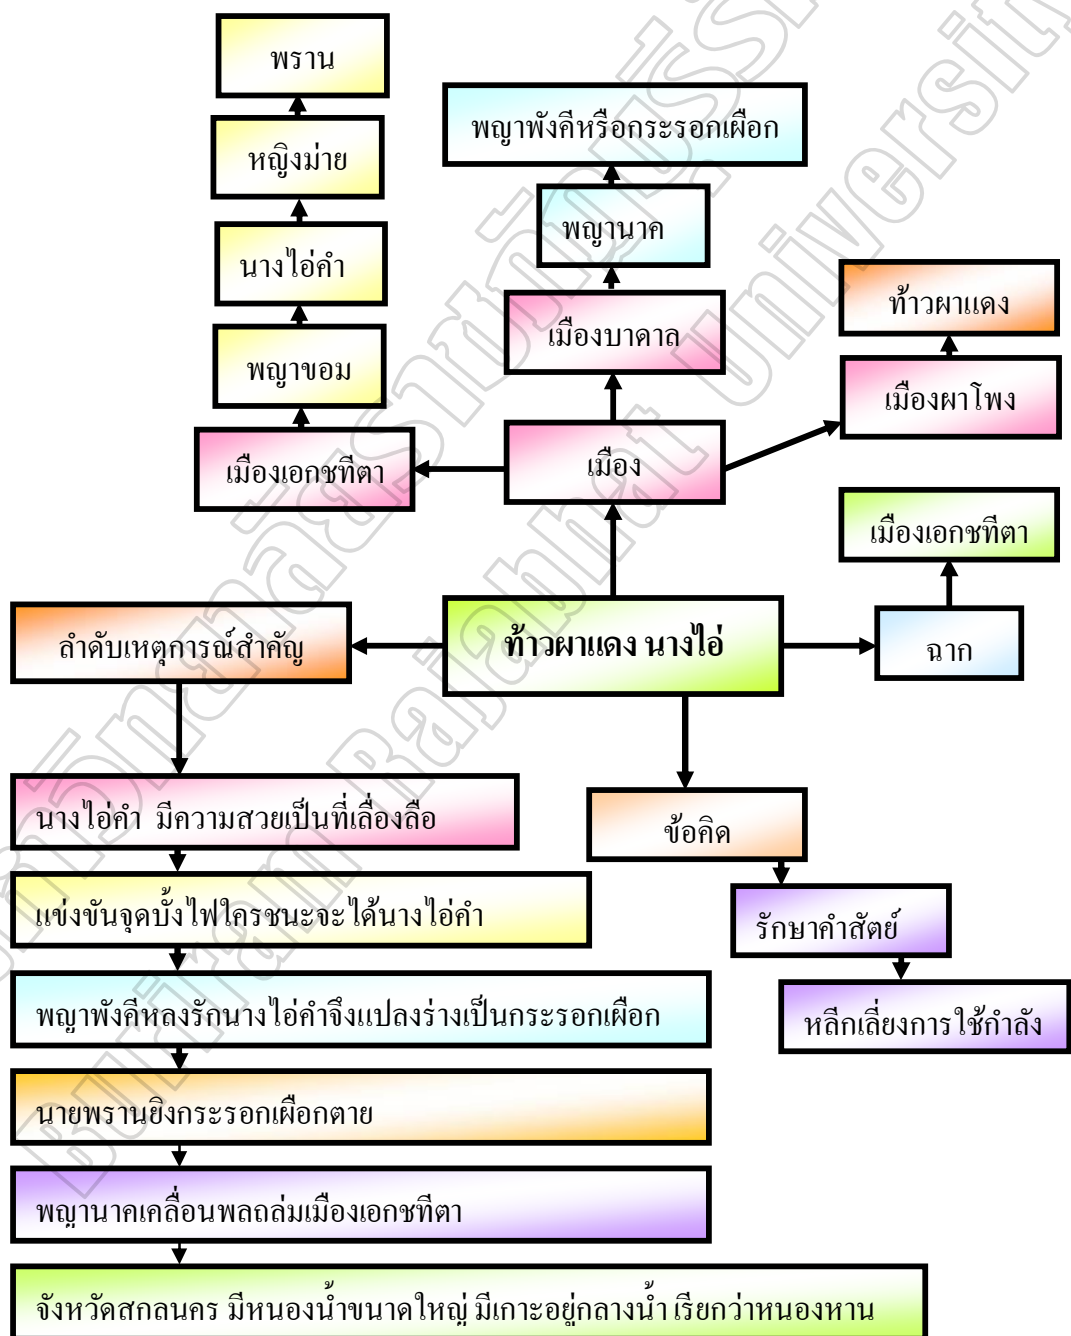 พราน
พญาพังคีหรือกระรอกเผือก
หญิงม่าย
พญานาค
นางไอ่คำ
ท้าวผาแดง
เมืองบาดาล
พญาขอม
เมืองผาโพง
เมืองเอกชทีตา
เมือง
เมืองเอกชทีตา
ลำดับเหตุการณ์สำคัญ
ท้าวผาแดง นางไอ่
ฉาก
นางไอ่คำ มีความสวยเป็นที่เลื่องลือ
ข้อคิด
แข่งขันจุดบั้งไฟใครชนะจะได้นางไอ่คำ
รักษาคำสัตย์
พญาพังคีหลงรักนางไอ่คำจึงแปลงร่างเป็นกระรอกเผือก
หลีกเลี่ยงการใช้กำลัง
นายพรานยิงกระรอกเผือกตาย
พญานาคเคลื่อนพลถล่มเมืองเอกชทีตา
จังหวัดสกลนคร มีหนองน้ำขนาดใหญ่ มีเกาะอยู่กลางน้ำ เรียกว่าหนองหาน
Buriram Rajabhat University